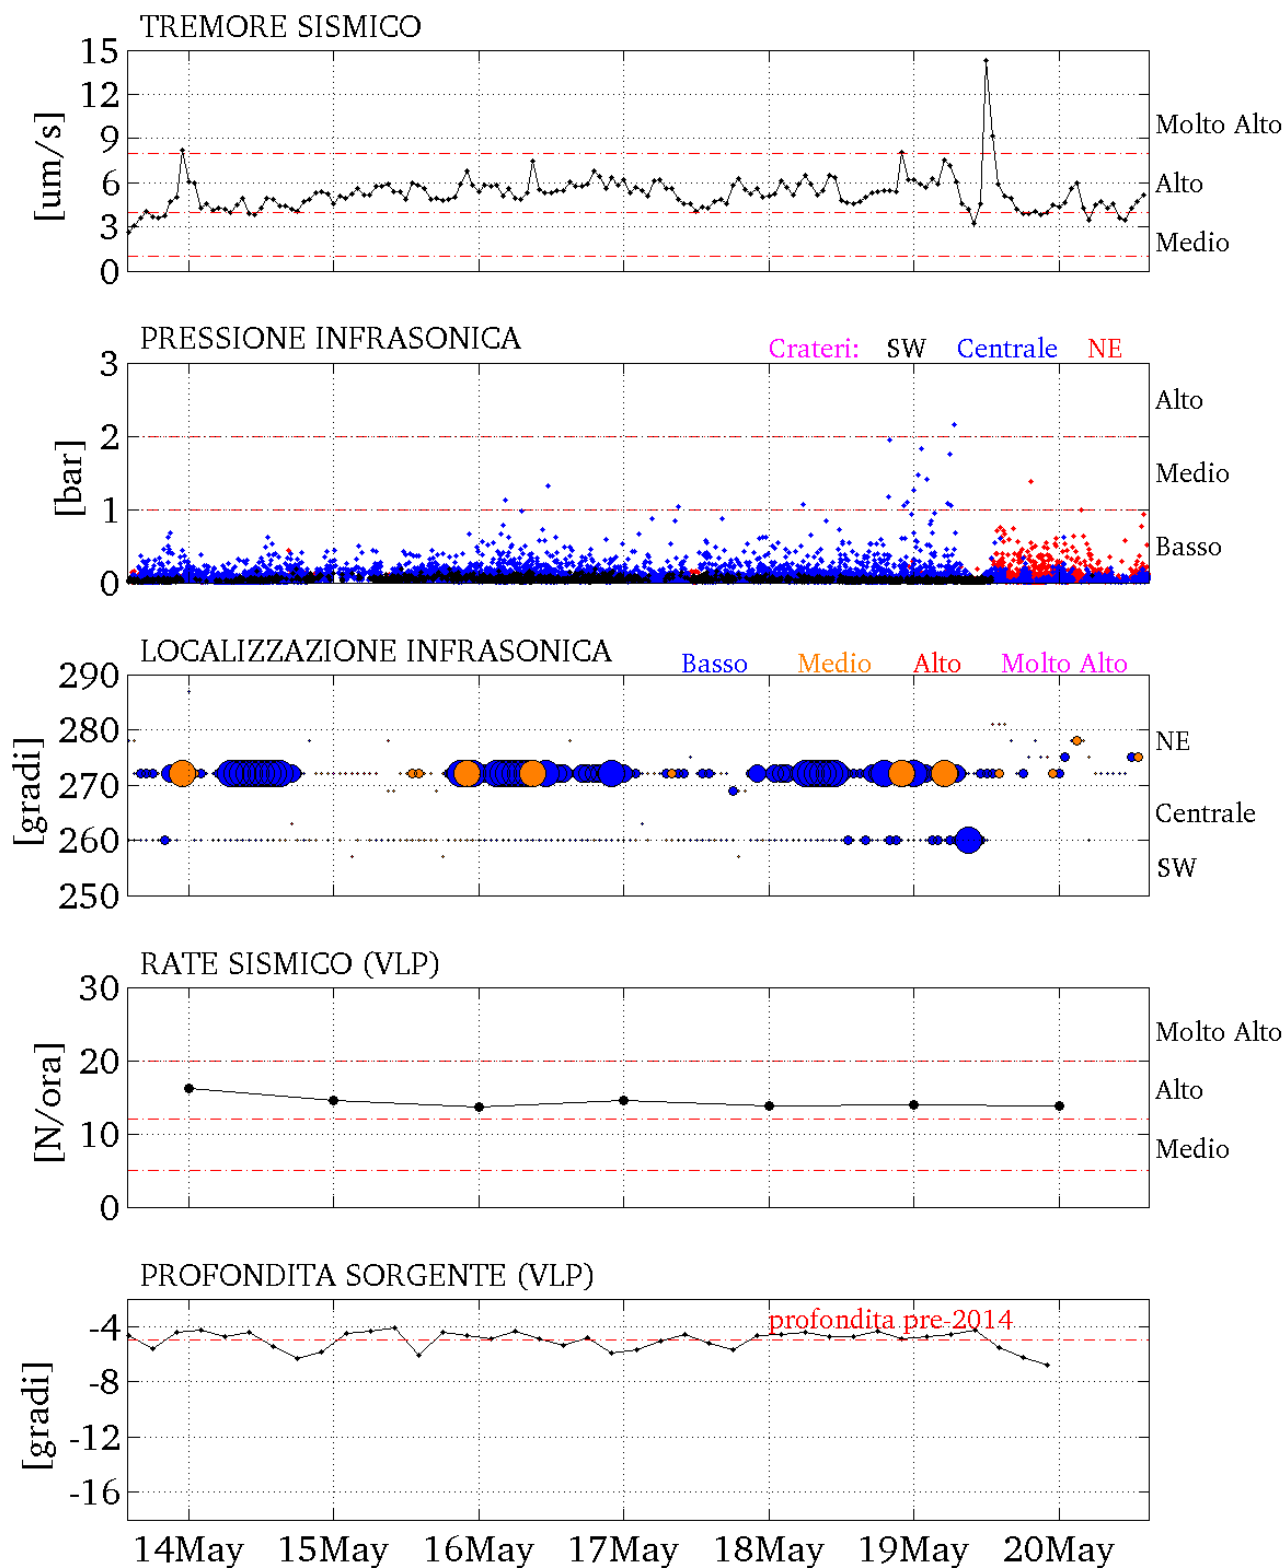 TREMORE SISMICO
15
12
9
6
3
0
[um/s]
Molto Alto
Alto
Medio
PRESSIONE INFRASONICA
Crateri: SW Centrale NE
3
2
1
0
[bar]
Alto
Medio
Basso
LOCALIZZAZIONE INFRASONICA
Basso Medio Alto Molto Alto
290
280
270
260
250
[gradi]
NE
Centrale
SW
RATE SISMICO (VLP)
30
20
10
0
[N/ora]
Molto Alto
Alto
Medio
PROFONDITA SORGENTE (VLP)
profondita pre-2014
-4
-8
-12
-16
[gradi]
14May 15May 16May 17May 18May 19May 20May